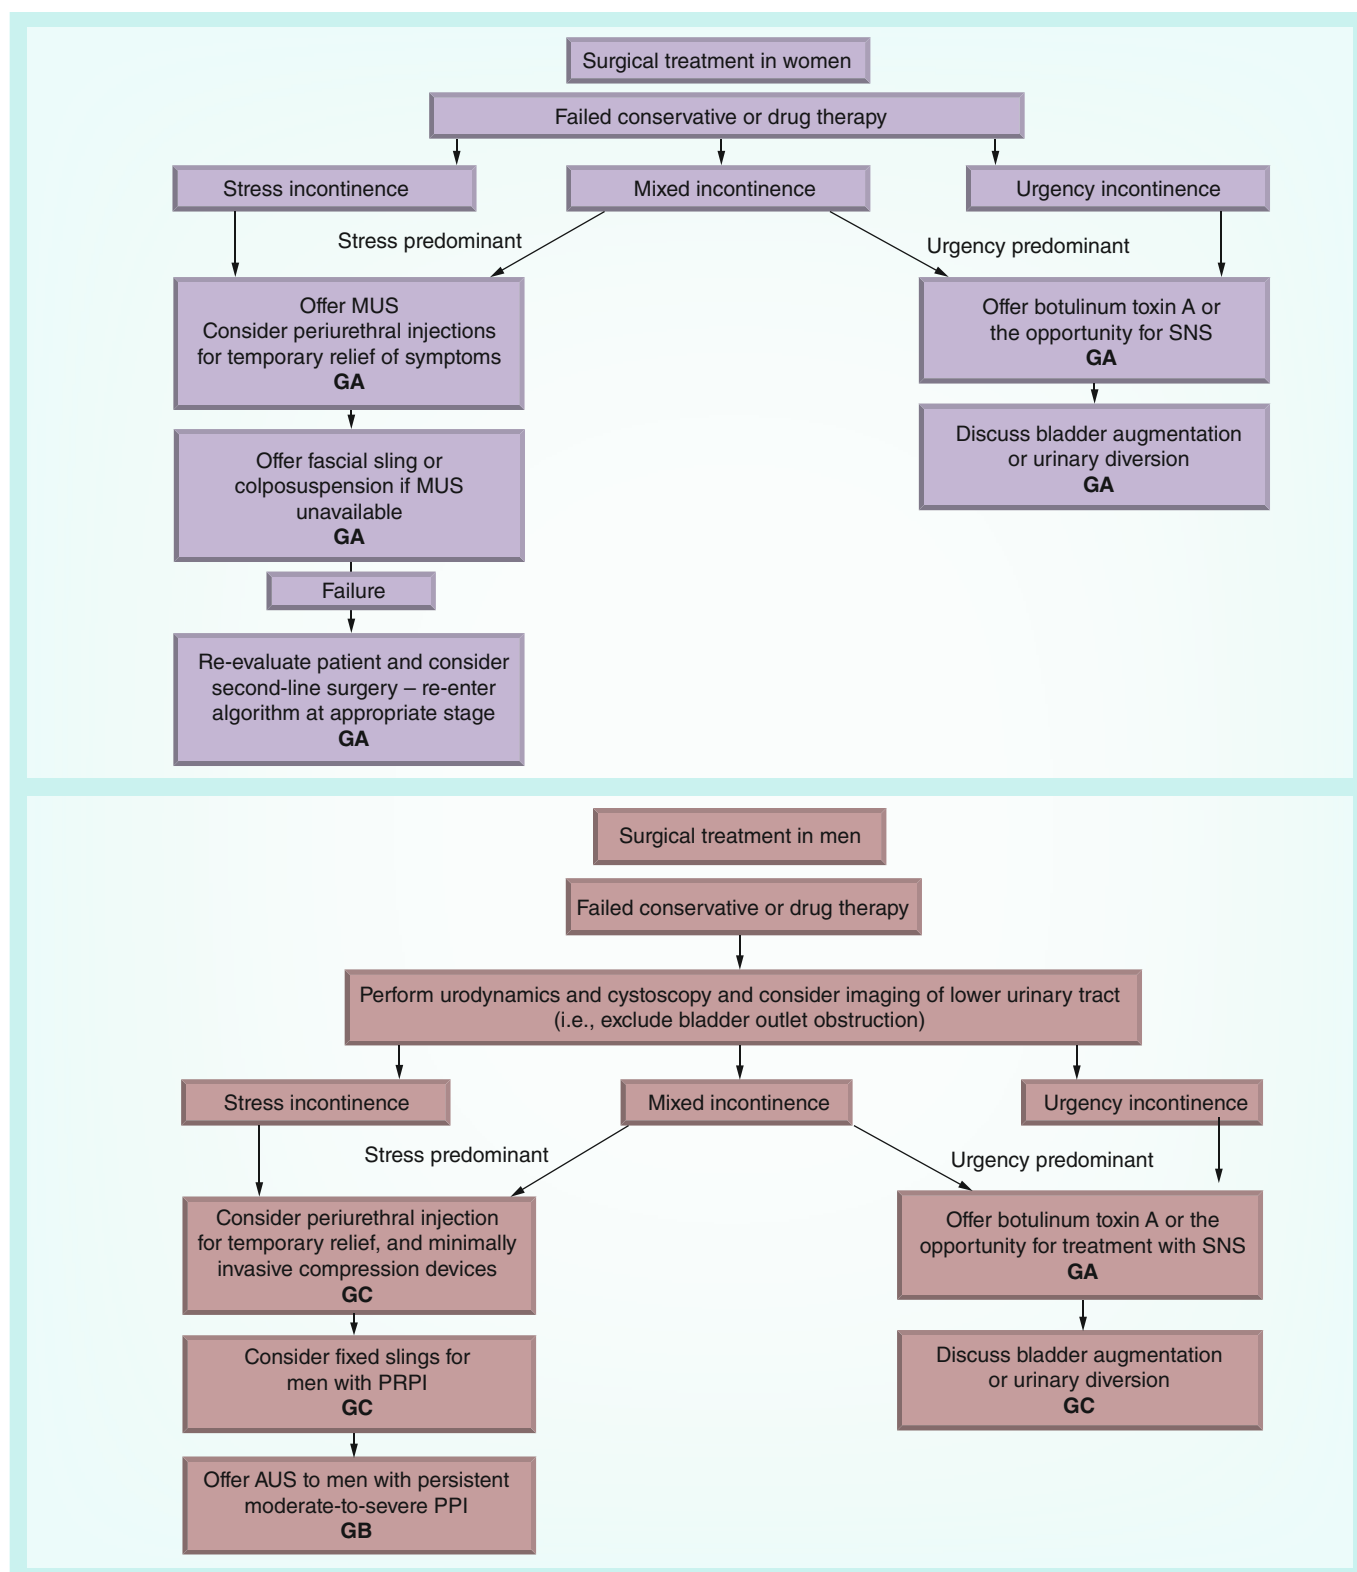 Surgical treatment in women
Failed conservative or drug therapy
Stress incontinence
Mixed incontinence
Urgency incontinence
Stress predominant
Urgency predominant
Offer MUS
Consider periurethral injections
for temporary relief of symptoms
GA
Offer botulinum toxin A or
the opportunity for SNS
GA
Offer fascial sling or
colposuspension if MUS
unavailable
GA
Discuss bladder augmentation
or urinary diversion
GA
Failure
Re-evaluate patient and consider
second-line surgery – re-enter
algorithm at appropriate stage
GA
Surgical treatment in men
Failed conservative or drug therapy
Perform urodynamics and cystoscopy and consider imaging of lower urinary tract
(i.e., exclude bladder outlet obstruction)
Stress incontinence
Mixed incontinence
Urgency incontinence
Stress predominant
Urgency predominant
Consider periurethral injection
for temporary relief, and minimally
invasive compression devices
GC
Offer botulinum toxin A or the
opportunity for treatment with SNS
GA
Consider fixed slings for
men with PRPI
GC
Discuss bladder augmentation
or urinary diversion
GC
Offer AUS to men with persistent
moderate-to-severe PPI
GB